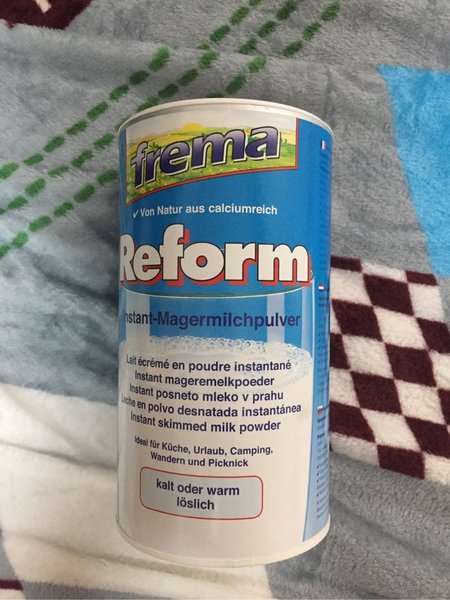 frema
✓ Von Natur aus calciumreich
Reform
Instant-Magermilchpulver
Lait écrémé en poudre instantané
Instant mageremelkpoeder
Instant posneto mleko v prahu
Leche en polvo desnatada instantánea
Instant skimmed milk powder
Ideal für Küche, Urlaub, Camping,
Wandern und Picknick
kalt oder warm
löslich